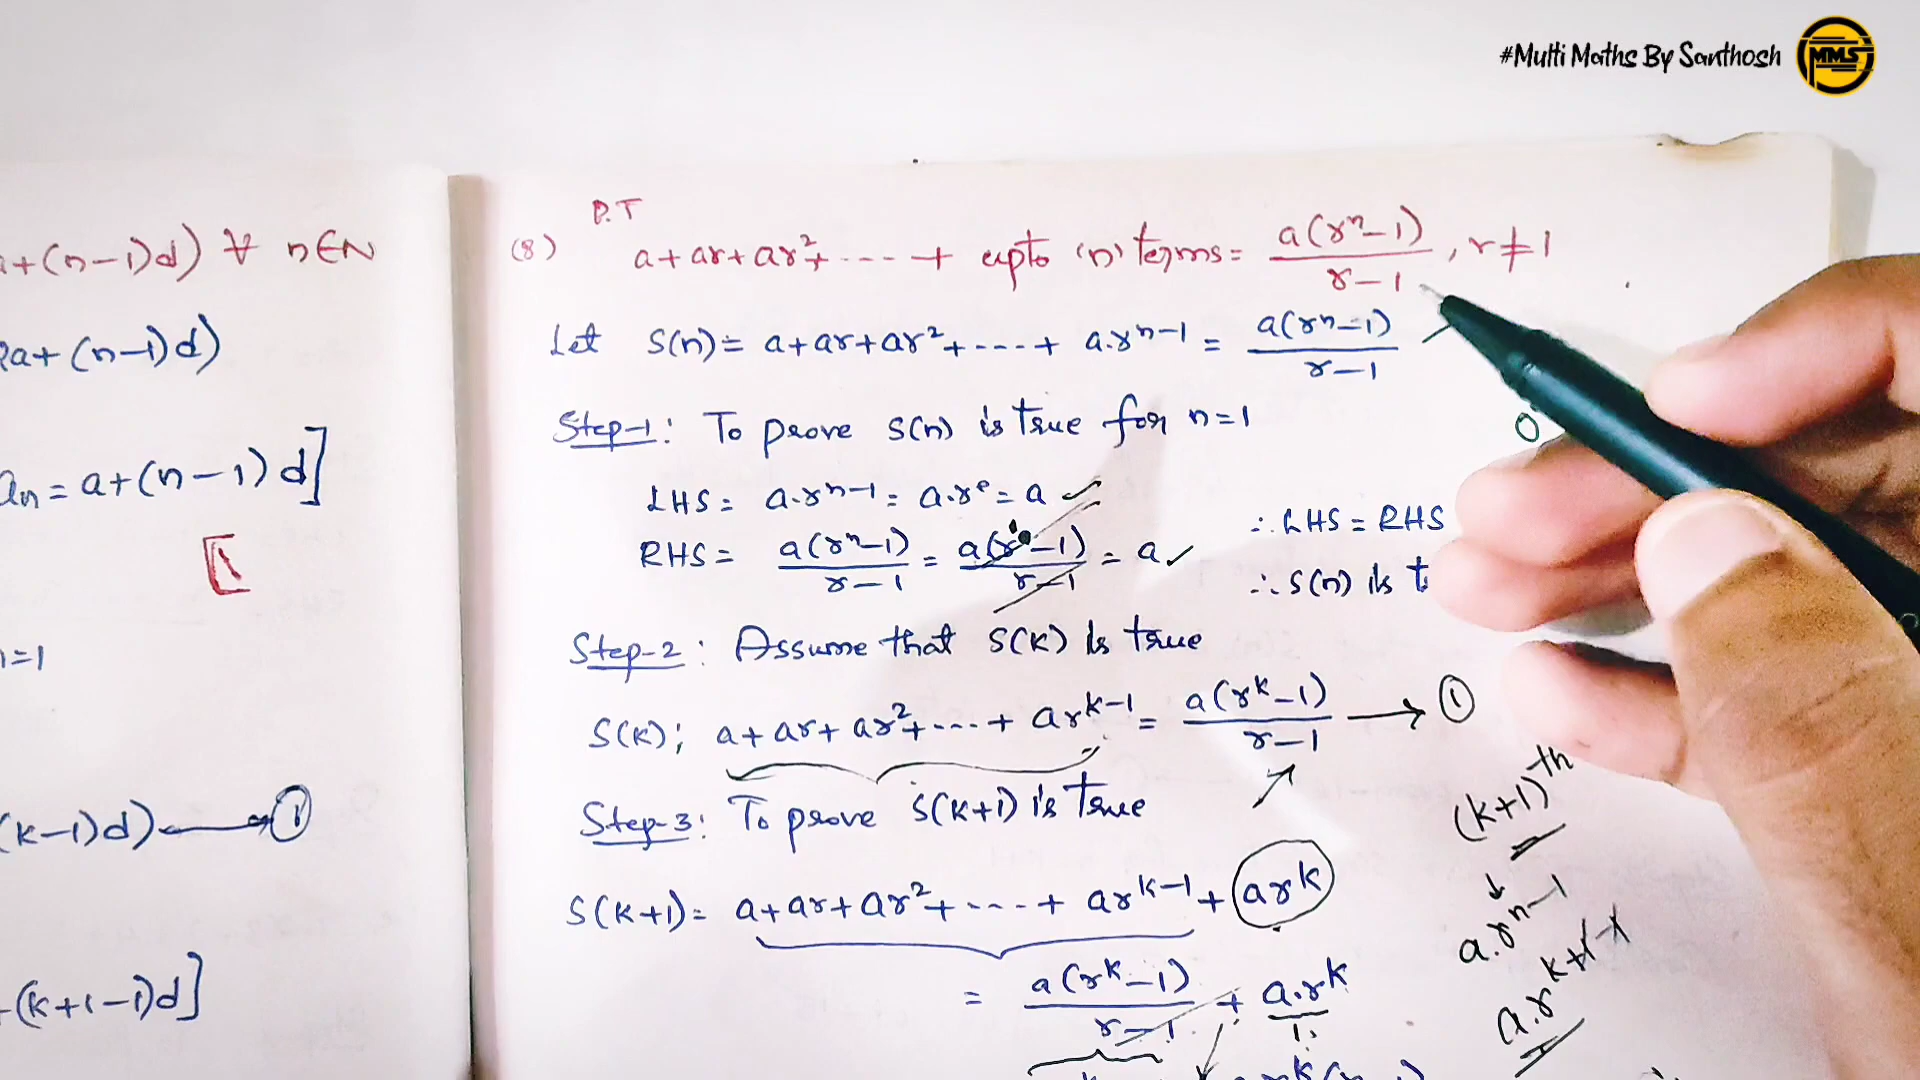 #Multi Maths By Santhosh
MMS
a+(n-1)d) ∀ n∈N
2a+(n-1)d)
an = a+(n-1)d]
n=1
(k-1)d) → ①
+(k+1-1)d]
P.T
(8) a+ar+ar²+----+ upto (n) terms = a(rⁿ-1)/r-1, r≠1
Let S(n)= a+ar+ar²+----+ a.rⁿ⁻¹ = a(rⁿ-1)/r-1
Step-1: To prove S(n) is true for n=1
LHS = a.rⁿ⁻¹ = a.r⁰ = a
RHS = a(rⁿ-1)/r-1 = a(r¹-1)/r-1 = a
∴ LHS = RHS
∴ S(n) is t
Step-2: Assume that S(k) is true
S(k); a+ar+ar²+---+ arᵏ⁻¹ = a(rᵏ-1)/r-1 → ①
Step-3: To prove S(k+1) is true
S(k+1)= a+ar+ar²+----+ arᵏ⁻¹ + arᵏ
= a(rᵏ-1)/r-1 + a.rᵏ/1
(k+1)th
↓
a.rⁿ⁻¹
a.rᵏ⁺¹⁻¹